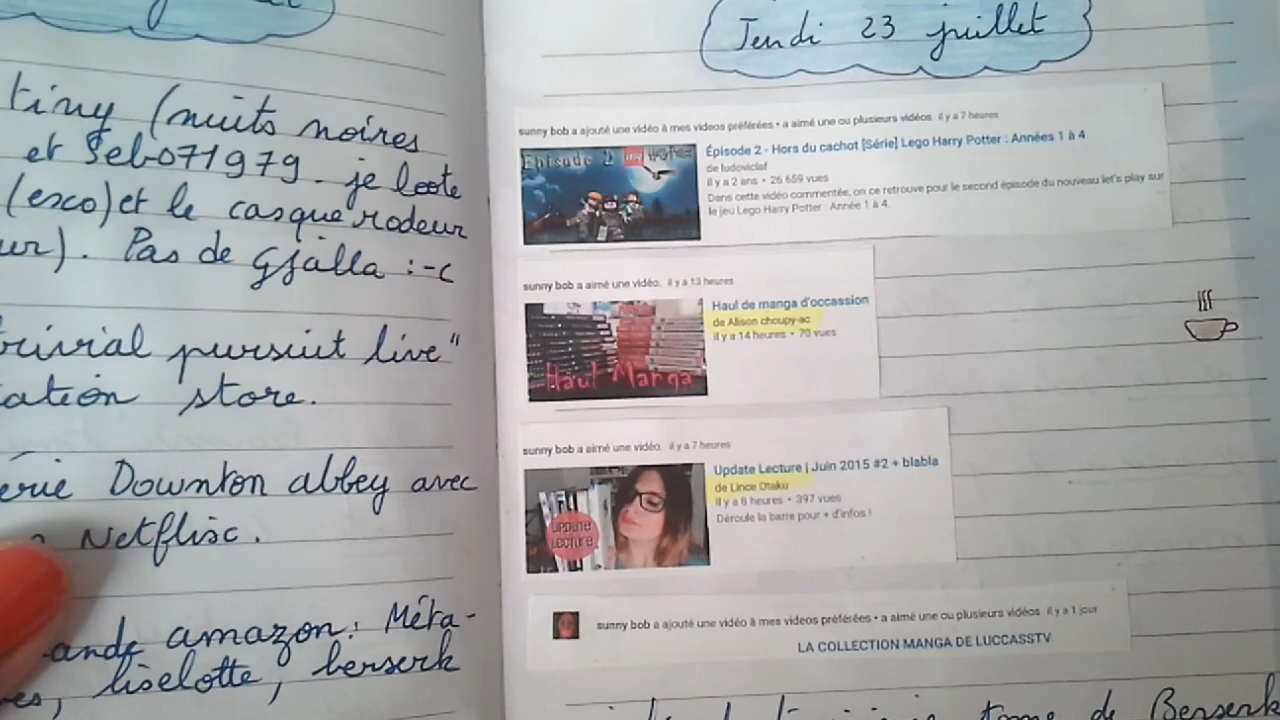 tiny (nuits noires
et Sebo71979. je loote
(esco) et le casque rodeur
ur). Pas de Gjalla :-c
trivial pursuit live"
ation store.
érie Downton abbey avec
Netflix.
ande amazon: Méta-
es, liselotte, berserk
Jeudi 23 juillet
sunny bob a ajouté une vidéo à mes videos préférées • a aimé une ou plusieurs vidéos il y a 7 heures
Episode 2
Épisode 2 - Hors du cachot [Série] Lego Harry Potter : Années 1 à 4
de ludoviclaf
il y a 2 ans • 26 659 vues
Dans cette vidéo commentée, on ce retrouve pour le second épisode du nouveau let's play sur
le jeu Lego Harry Potter : Année 1 à 4.
sunny bob a aimé une vidéo. il y a 13 heures
Haul Manga
Haul de manga d'occassion
de Alison choupy-ac
il y a 14 heures • 70 vues
sunny bob a aimé une vidéo. il y a 7 heures
UPDATE
LECTURE
Update Lecture | Juin 2015 #2 + blabla
de Lince Otaku
il y a 8 heures • 397 vues
Déroule la barre pour + d'infos !
sunny bob a ajouté une vidéo à mes videos préférées • a aimé une ou plusieurs vidéos il y a 1 jour
LA COLLECTION MANGA DE LUCCASSTV
tome de Berserk